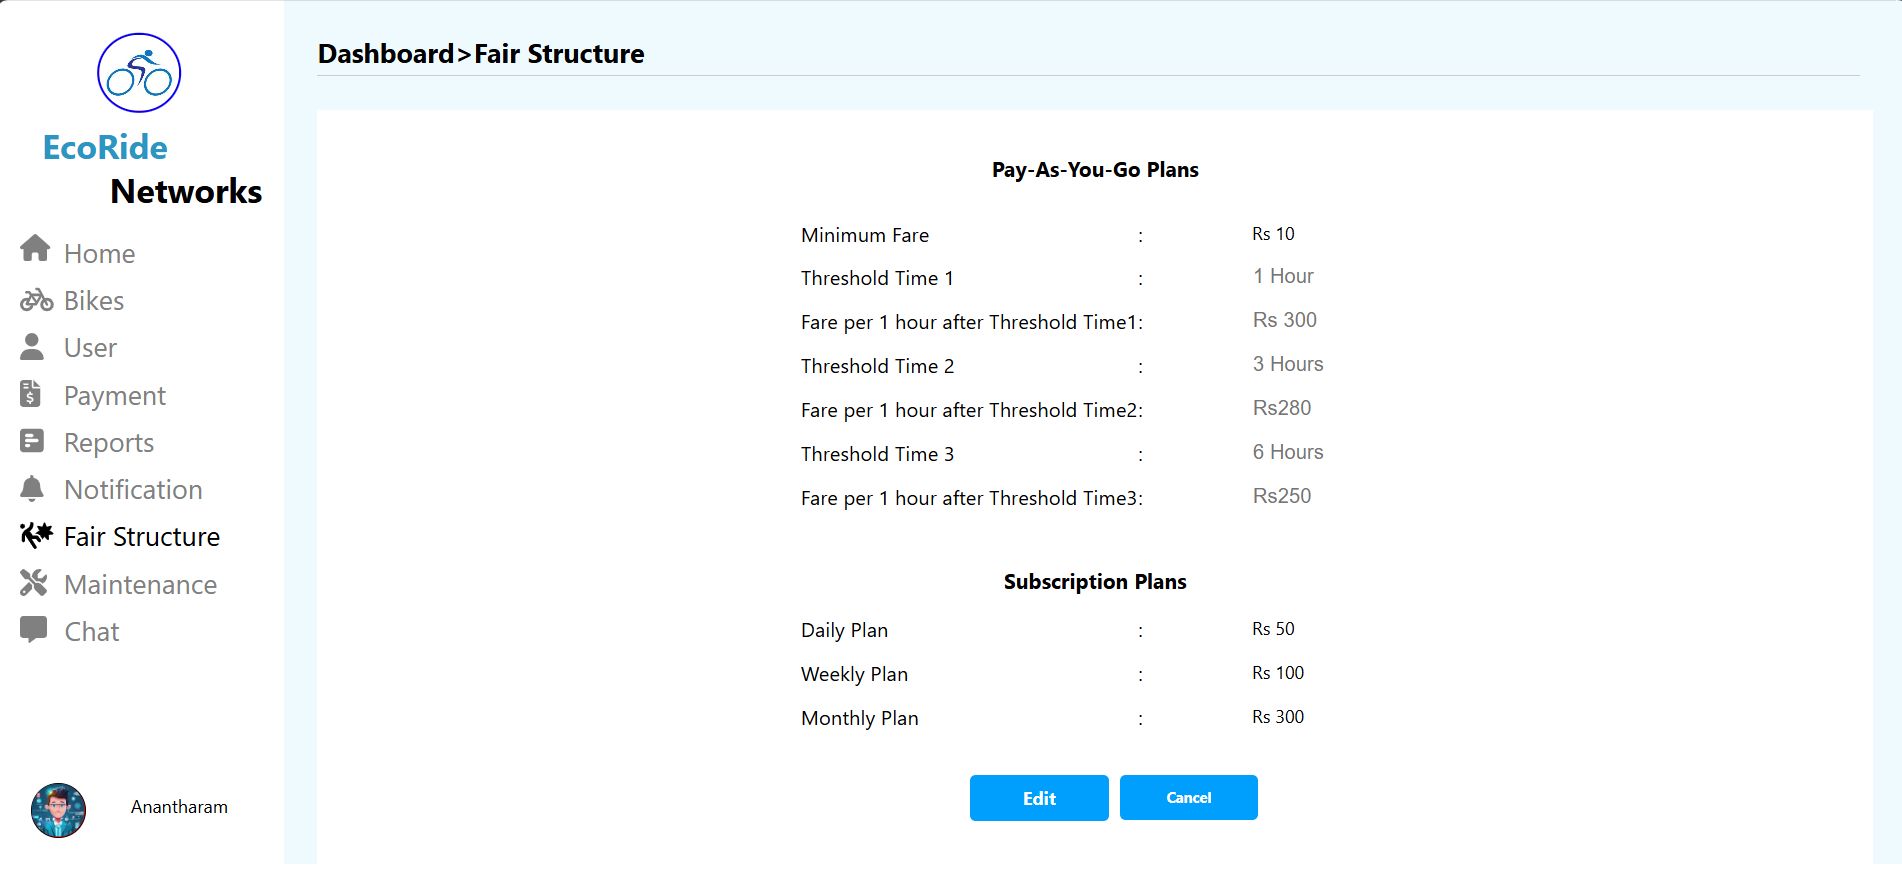 EcoRide
Networks
Home
Bikes
User
Payment
Reports
Notification
Fair Structure
Maintenance
Chat
Anantharam
Dashboard>Fair Structure
Pay-As-You-Go Plans
Minimum Fare : Rs 10
Threshold Time 1 : 1 Hour
Fare per 1 hour after Threshold Time1: Rs 300
Threshold Time 2 : 3 Hours
Fare per 1 hour after Threshold Time2: Rs280
Threshold Time 3 : 6 Hours
Fare per 1 hour after Threshold Time3: Rs250
Subscription Plans
Daily Plan : Rs 50
Weekly Plan : Rs 100
Monthly Plan : Rs 300
Edit Cancel